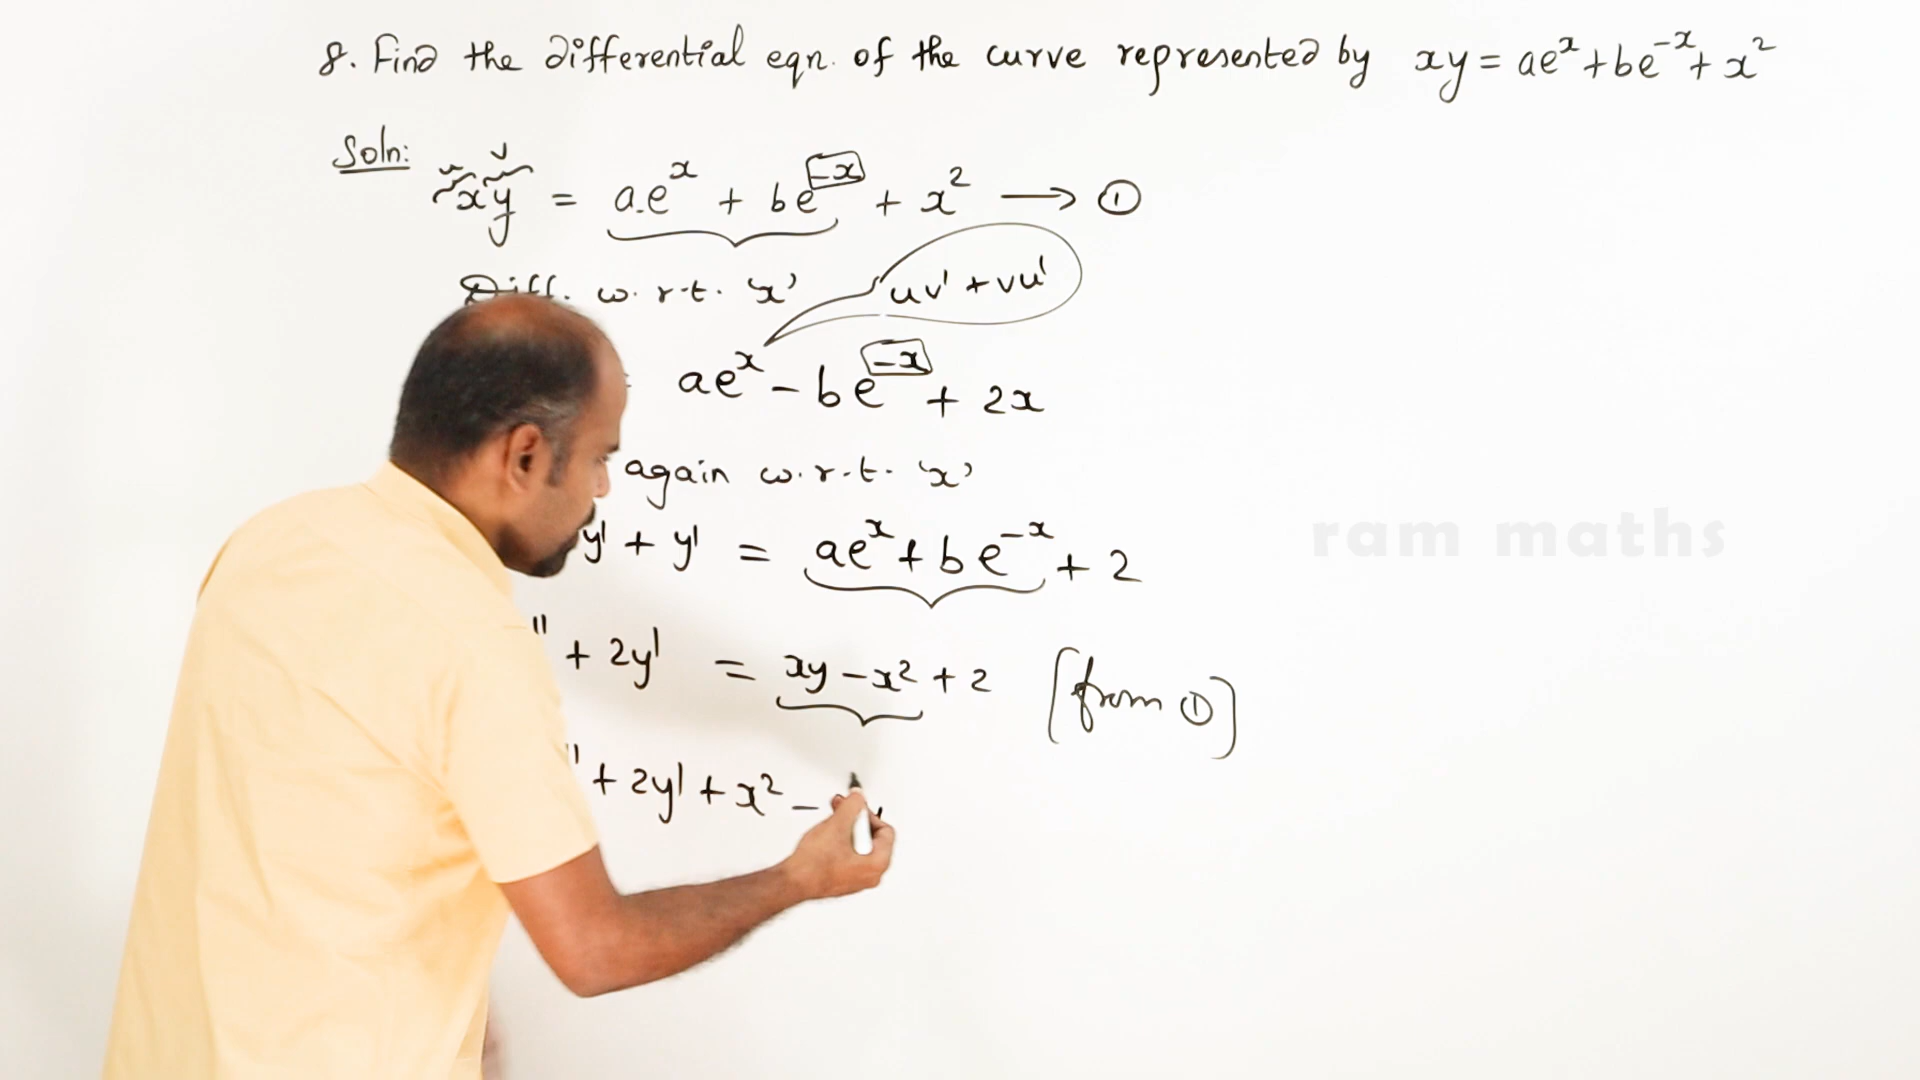 8. Find the differential eqn. of the curve represented by xy = ae^x + be^-x + x^2
Soln:
u v
xy = ae^x + be^-x + x^2 → ①
Diff. w.r.t. 'x'
uv' + vu'
= ae^x - be^-x + 2x
again w.r.t. 'x'
y' + y' = ae^x + be^-x + 2
'' + 2y' = xy - x^2 + 2 [from ①]
'' + 2y' + x^2 -
ram maths